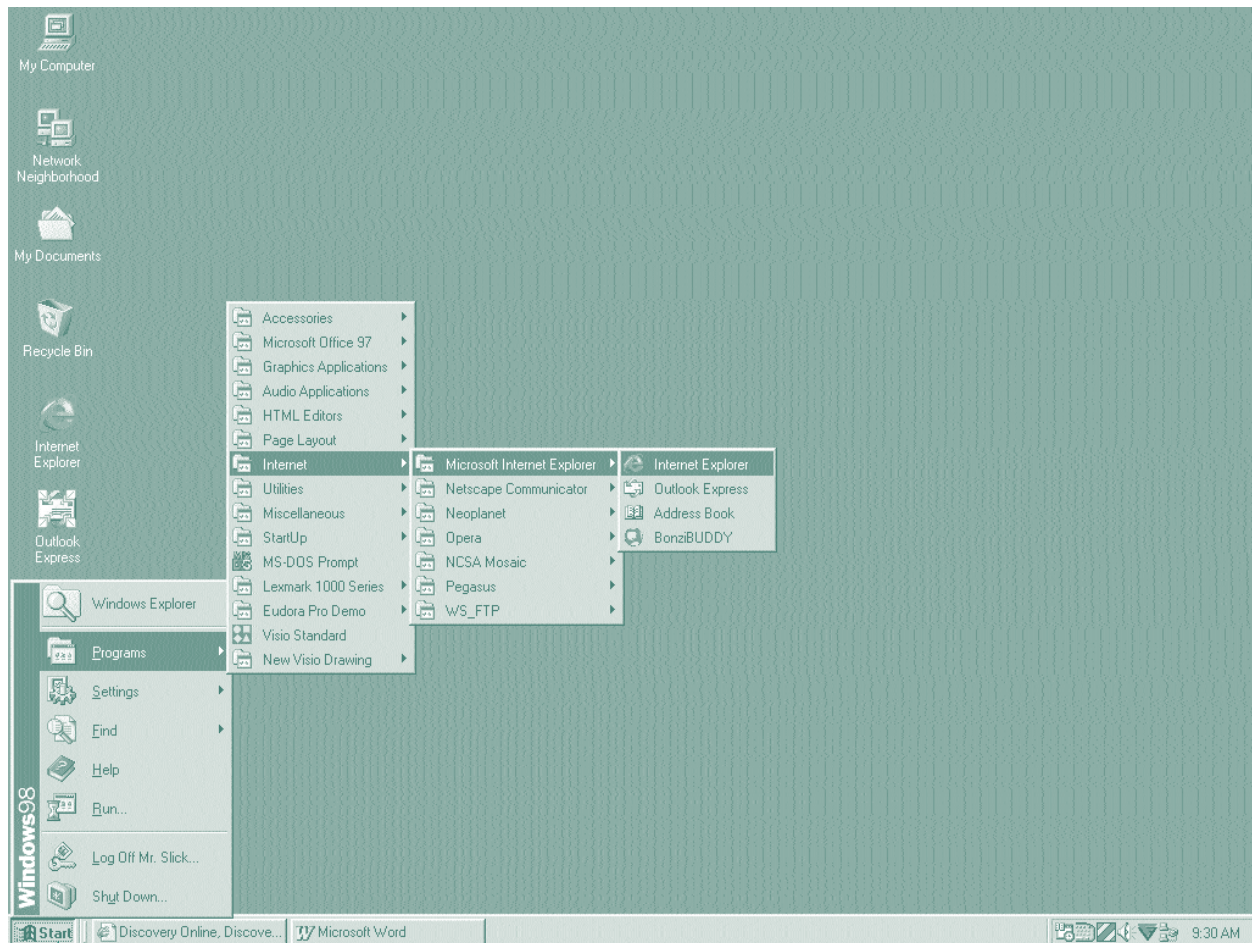 My Computer
Network
Neighborhood
My Documents
Recycle Bin
Internet
Explorer
Outlook
Express
Accessories
Microsoft Office 97
Graphics Applications
Audio Applications
HTML Editors
Page Layout
Internet
Utilities
Miscellaneous
StartUp
MS-DOS Prompt
Lexmark 1000 Series
Eudora Pro Demo
Visio Standard
New Visio Drawing
Microsoft Internet Explorer
Netscape Communicator
Neoplanet
Opera
NCSA Mosaic
Pegasus
WS_FTP
Internet Explorer
Outlook Express
Address Book
BonziBUDDY
Windows Explorer
Programs
Settings
Find
Help
Run...
Log Off Mr. Slick...
Shut Down...
Windows98
Start
Discovery Online, Discove...
Microsoft Word
9:30 AM